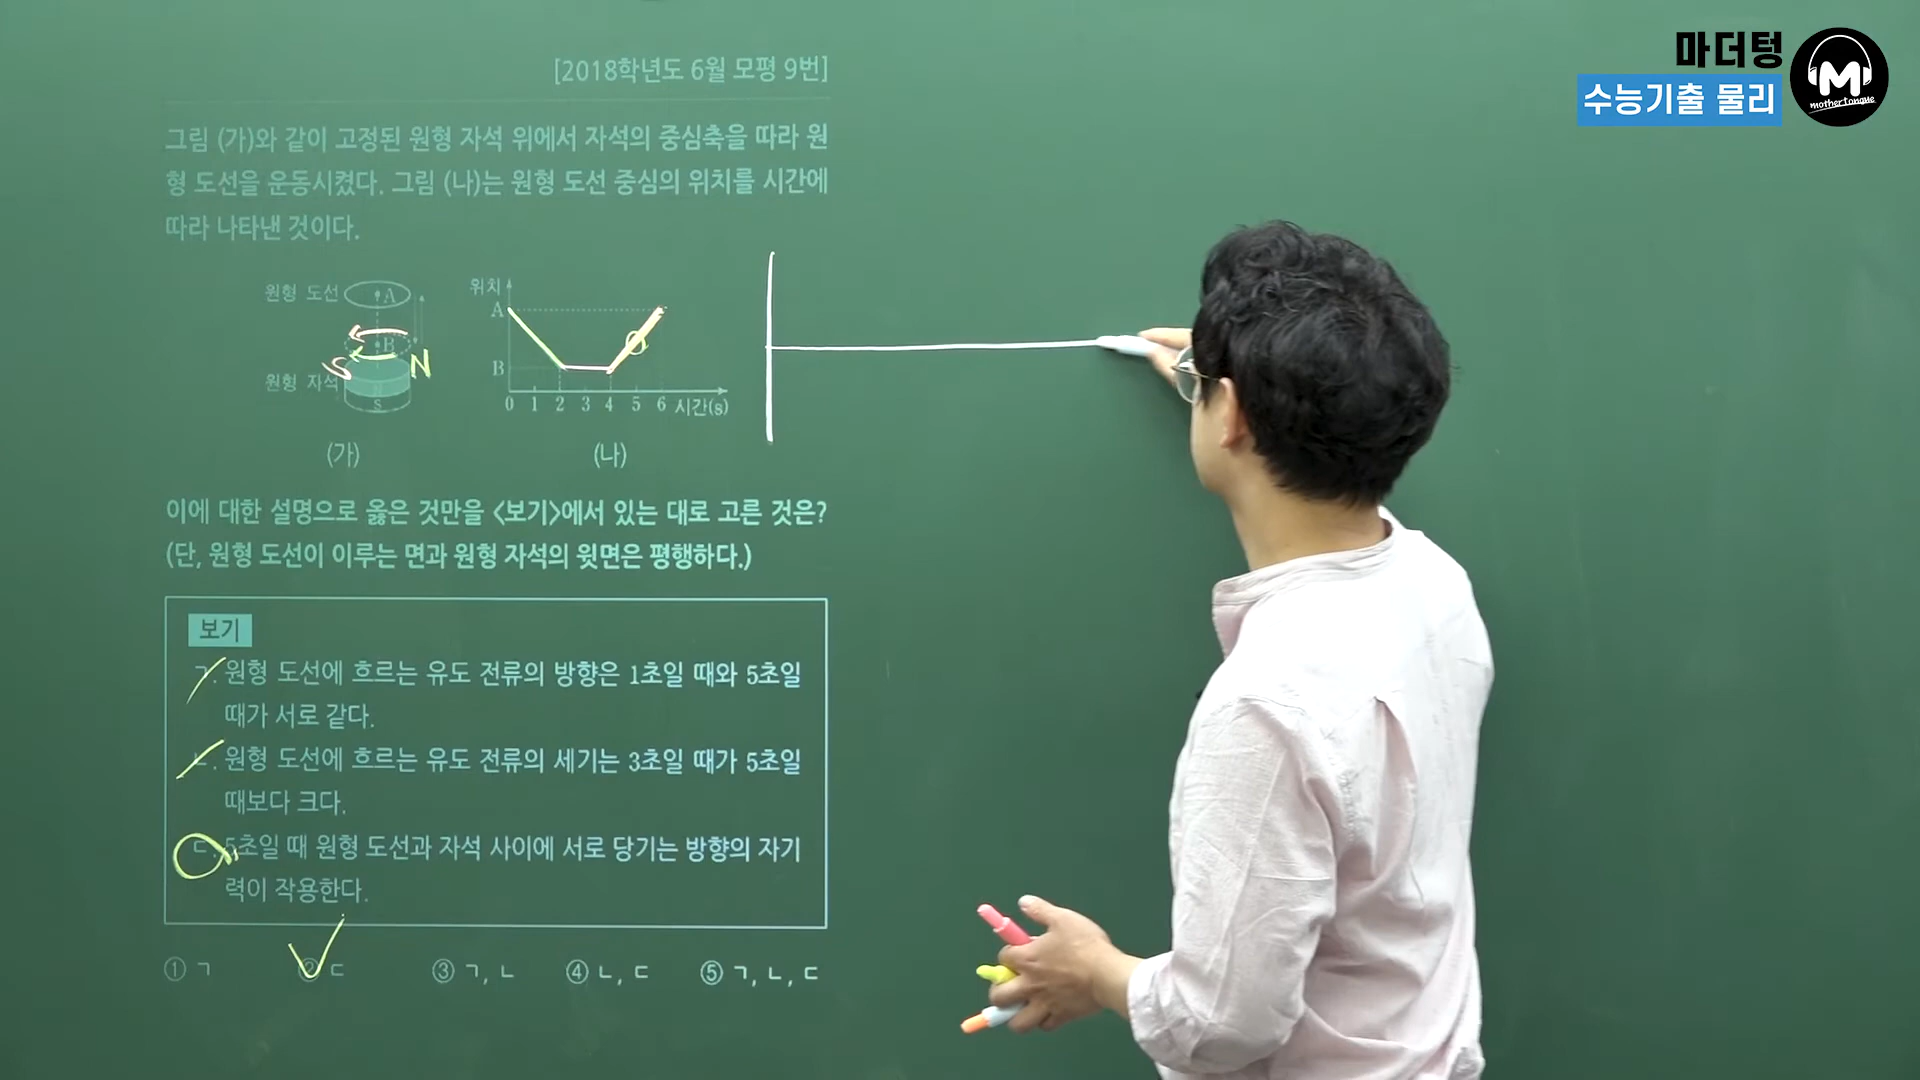 마더텅
수능기출 물리
mothertongue
[2018학년도 6월 모평 9번]
그림 (가)와 같이 고정된 원형 자석 위에서 자석의 중심축을 따라 원
형 도선을 운동시켰다. 그림 (나)는 원형 도선 중심의 위치를 시간에
따라 나타낸 것이다.
원형 도선
A
B
S
N
원형 자석
S
(가)
위치
A
B
0 1 2 3 4 5 6 시간(s)
(나)
이에 대한 설명으로 옳은 것만을 <보기>에서 있는 대로 고른 것은?
(단, 원형 도선이 이루는 면과 원형 자석의 윗면은 평행하다.)
보기
ㄱ. 원형 도선에 흐르는 유도 전류의 방향은 1초일 때와 5초일
때가 서로 같다.
ㄴ. 원형 도선에 흐르는 유도 전류의 세기는 3초일 때가 5초일
때보다 크다.
ㄷ. 5초일 때 원형 도선과 자석 사이에 서로 당기는 방향의 자기
력이 작용한다.
① ㄱ ② ㄷ ③ ㄱ, ㄴ ④ ㄴ, ㄷ ⑤ ㄱ, ㄴ, ㄷ